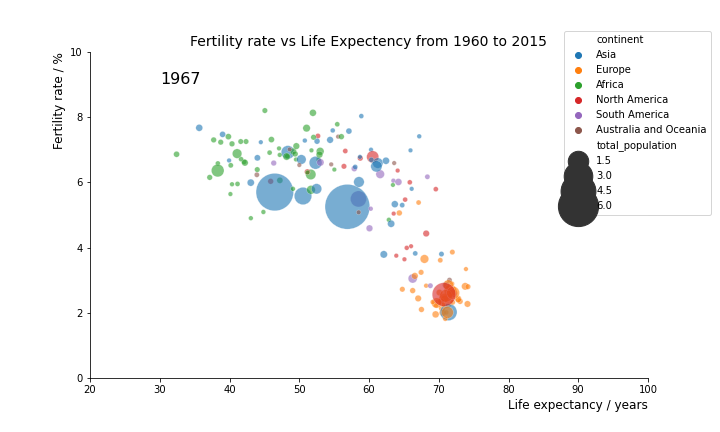 Fertility rate vs Life Expectency from 1960 to 2015
Fertility rate / %
1967
10
8
6
4
2
0
20
30
40
50
60
70
80
90
100
Life expectancy / years
continent
Asia
Europe
Africa
North America
South America
Australia and Oceania
total_population
1.5
3.0
4.5
6.0